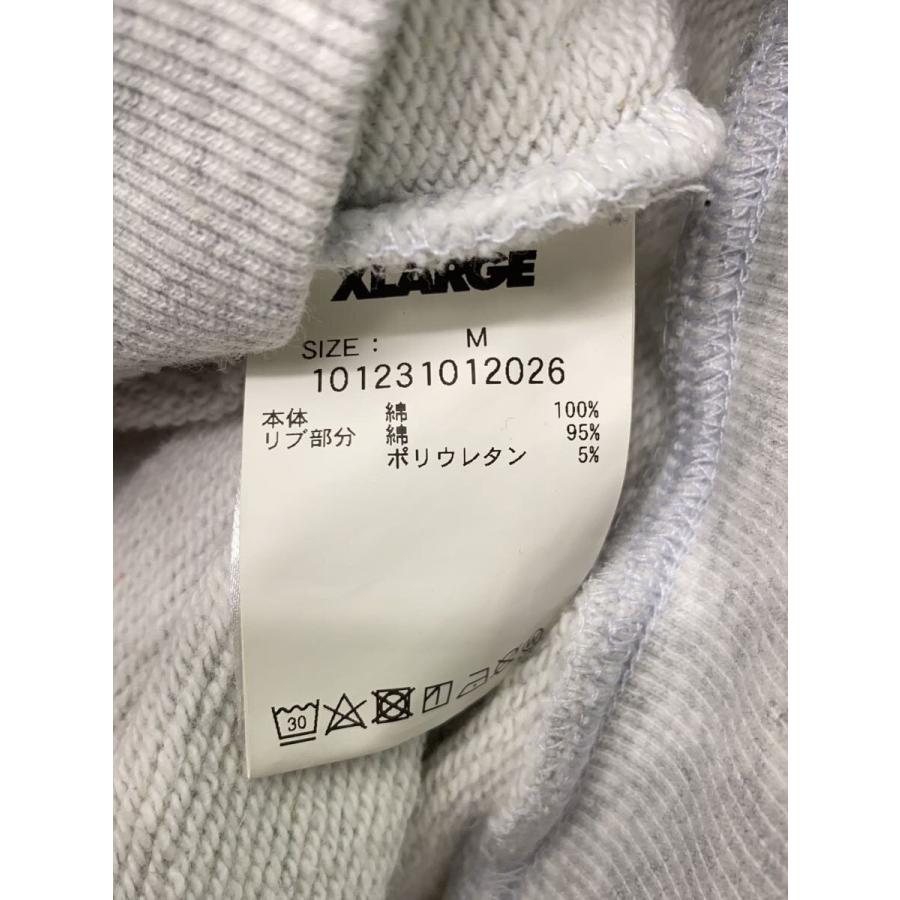 XLARGE
SIZE : M
101231012026
本体 綿 100%
リブ部分 綿 95%
ポリウレタン 5%
30